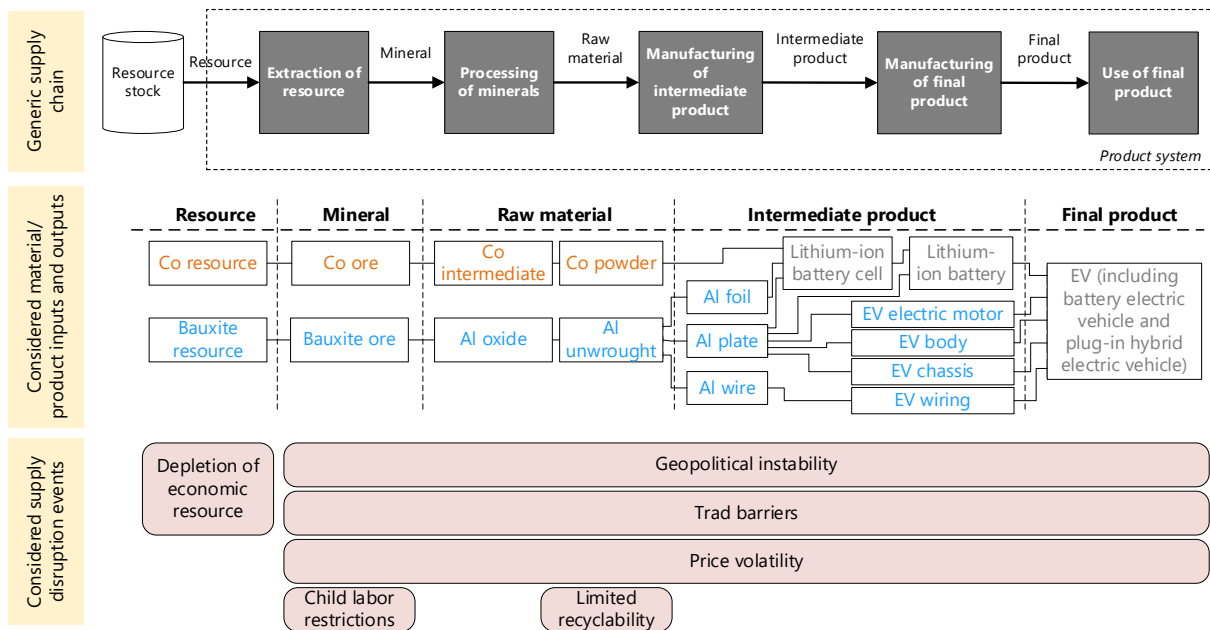 Generic supply
chain
Resource
stock
Resource
Extraction of
resource
Mineral
Processing
of minerals
Raw
material
Manufacturing
of
intermediate
product
Intermediate
product
Manufacturing
of final
product
Final
product
Use of final
product
Product system
Considered material/
product inputs and outputs
Resource
Mineral
Raw material
Intermediate product
Final product
Co resource
Co ore
Co
intermediate
Co powder
Lithium-ion
battery cell
Lithium-
ion battery
Bauxite
resource
Bauxite ore
Al oxide
Al
unwrought
Al foil
Al plate
Al wire
EV electric motor
EV body
EV chassis
EV wiring
EV (including
battery electric
vehicle and
plug-in hybrid
electric vehicle)
Considered supply
disruption events
Depletion of
economic
resource
Geopolitical instability
Trad barriers
Price volatility
Child labor
restrictions
Limited
recyclability